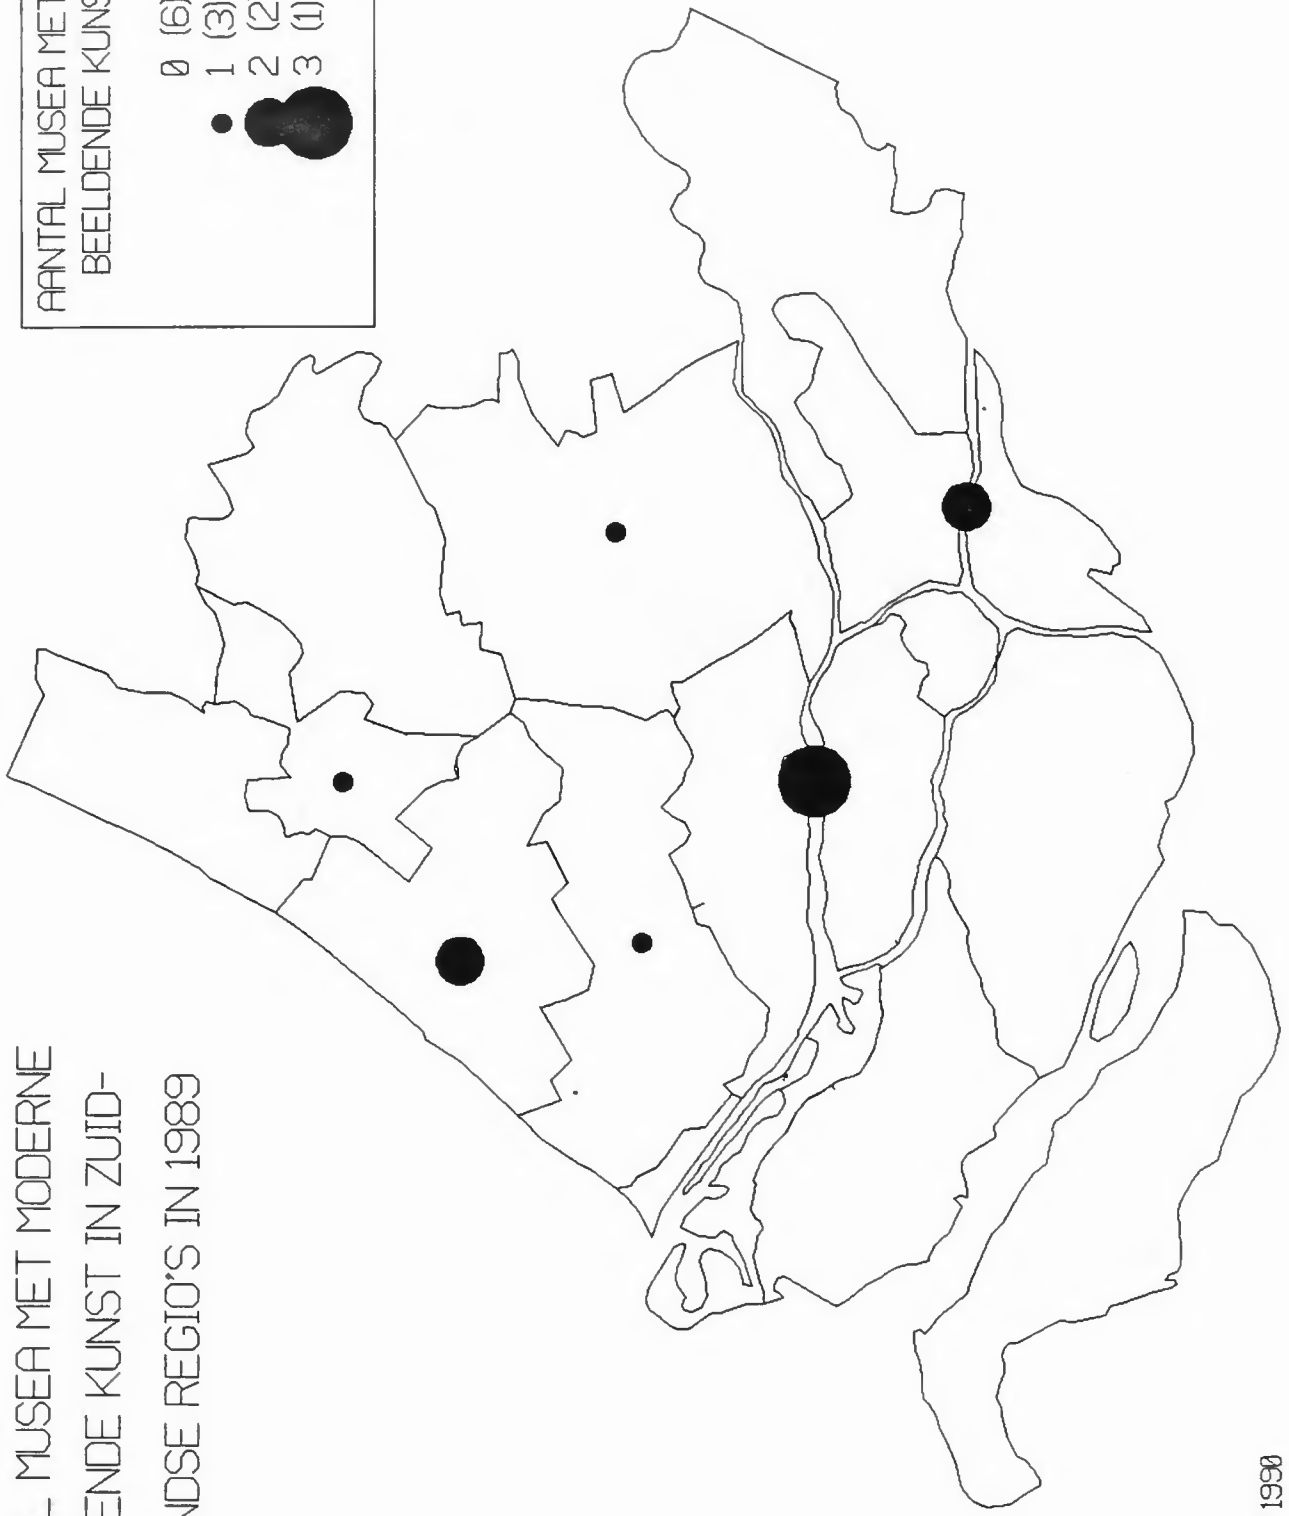 - MUSEA MET MODERNE
ENDE KUNST IN ZUID-
NDSE REGIO'S IN 1989
AANTAL MUSEA MET
BEELDENDE KUNS
0 (6)
1 (3)
2 (2)
3 (1)
1990